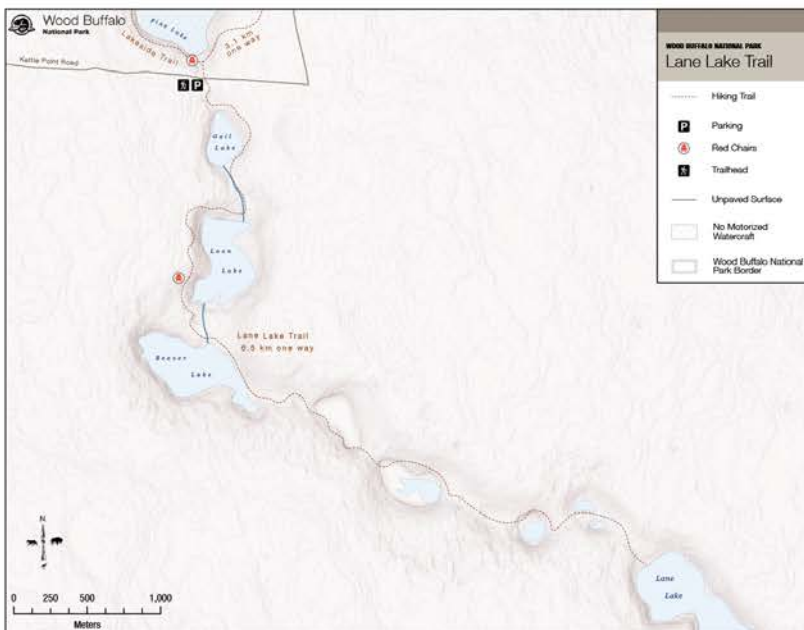 Wood Buffalo
National Park
Pine Lake
Lakeside Trail
3.1 km
one way
Kettle Point Road
P
Gail
Lake
Loon
Lake
Lane Lake Trail
6.5 km one way
Beaver
Lake
Lane
Lake
N
0 250 500 1,000
Meters
WOOD BUFFALO NATIONAL PARK
Lane Lake Trail
Hiking Trail
P Parking
Red Chairs
Trailhead
Unpaved Surface
No Motorized
Watercraft
Wood Buffalo National
Park Border